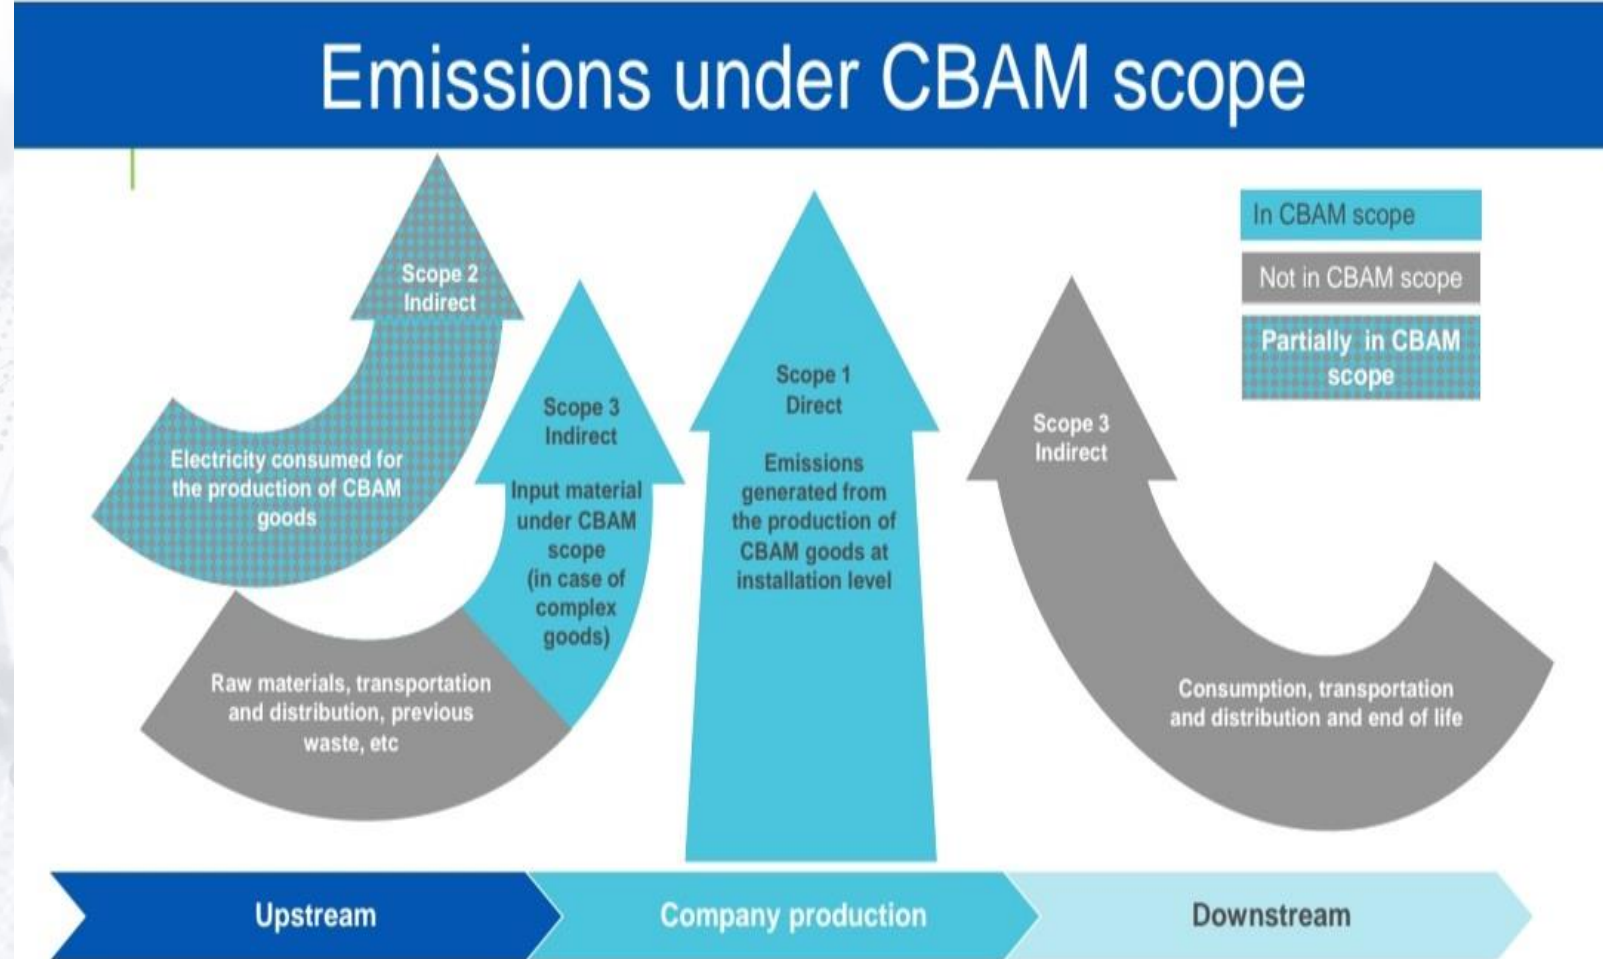 Emissions under CBAM scope
Scope 2
Indirect
Electricity consumed for
the production of CBAM
goods
Scope 3
Indirect
Input material
under CBAM
scope
(in case of
complex
goods)
Raw materials, transportation
and distribution, previous
waste, etc
Scope 1
Direct
Emissions
generated from
the production of
CBAM goods at
installation level
Scope 3
Indirect
Consumption, transportation
and distribution and end of life
In CBAM scope
Not in CBAM scope
Partially in CBAM
scope
Upstream
Company production
Downstream